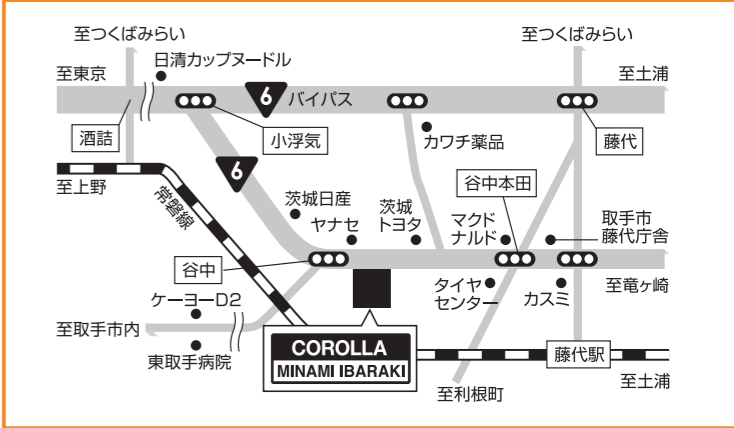 至つくばみらい
至つくばみらい
日清カップヌードル
至東京
至土浦
6
バイパス
酒詰
小浮気
カワチ薬品
藤代
6
至上野
常磐線
谷中本田
茨城日産
ヤナセ
茨城
トヨタ
マクド
ナルド
取手市
藤代庁舎
谷中
タイヤ
センター
カスミ
至竜ヶ崎
ケーヨーD2
至取手市内
東取手病院
COROLLA
MINAMI IBARAKI
藤代駅
至土浦
至利根町